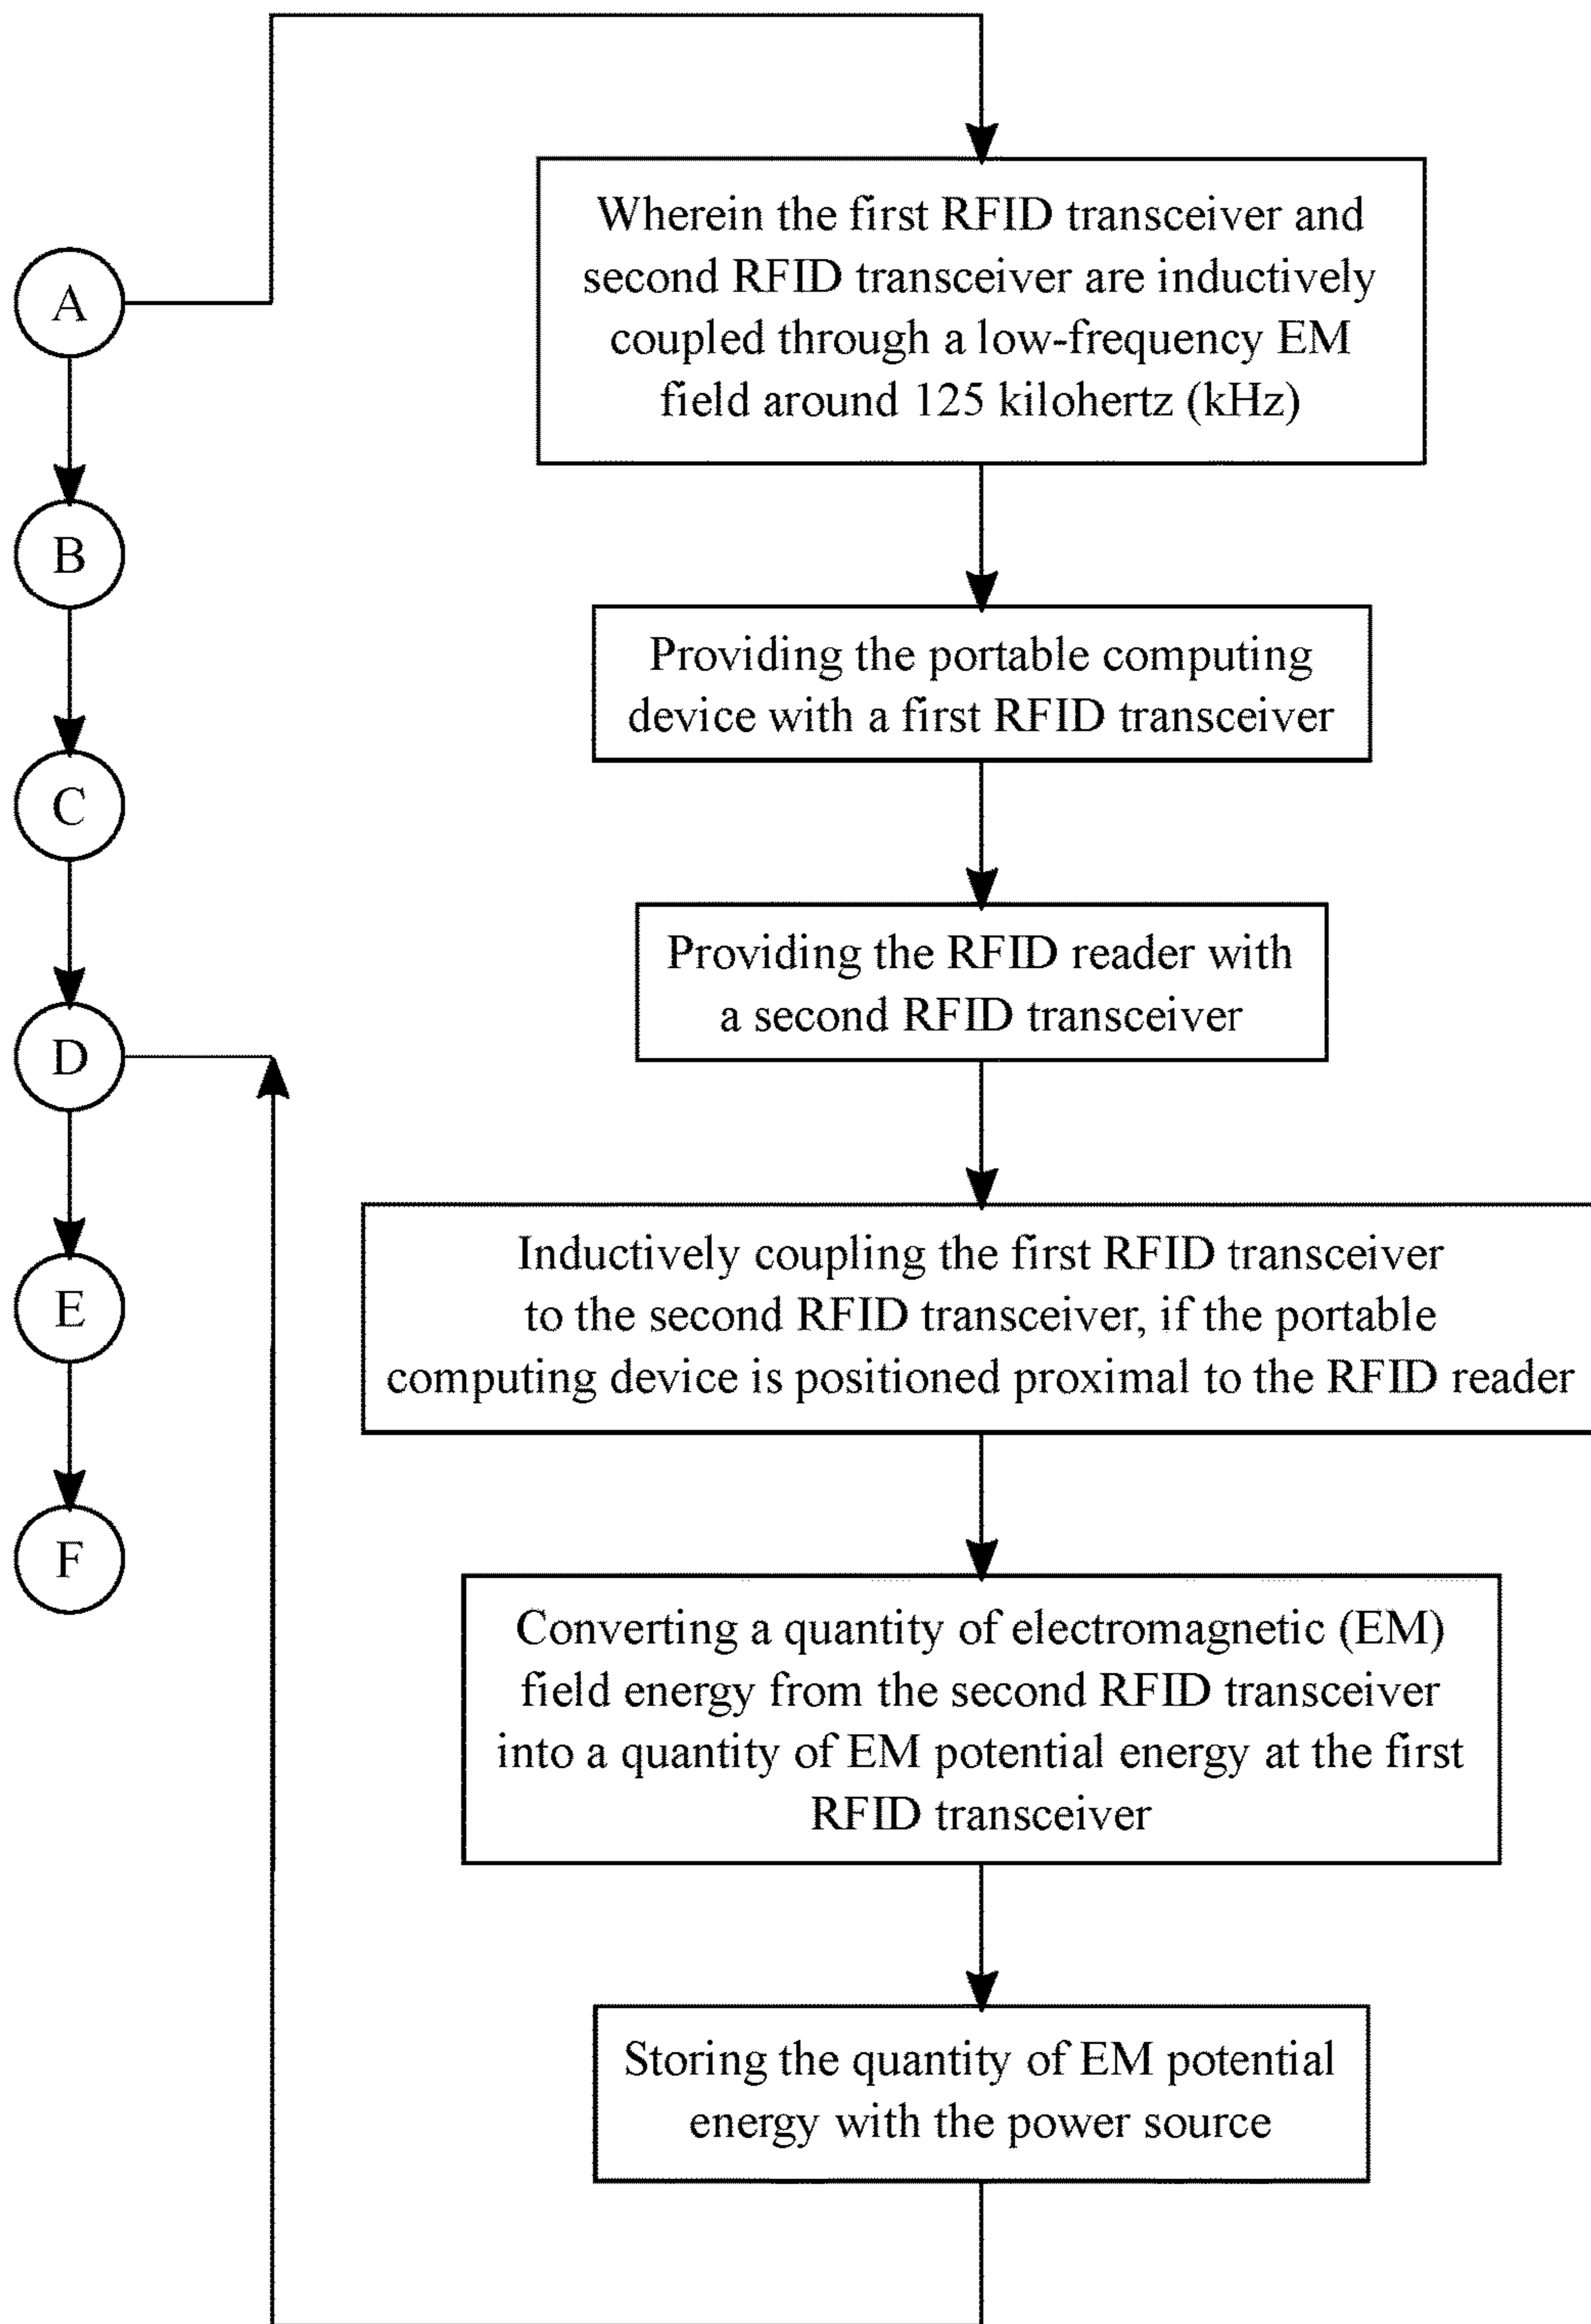 A
B
C
D
E
F
Wherein the first RFID transceiver and
second RFID transceiver are inductively
coupled through a low-frequency EM
field around 125 kilohertz (kHz)
Providing the portable computing
device with a first RFID transceiver
Providing the RFID reader with
a second RFID transceiver
Inductively coupling the first RFID transceiver
to the second RFID transceiver, if the portable
computing device is positioned proximal to the RFID reader
Converting a quantity of electromagnetic (EM)
field energy from the second RFID transceiver
into a quantity of EM potential energy at the first
RFID transceiver
Storing the quantity of EM potential
energy with the power source